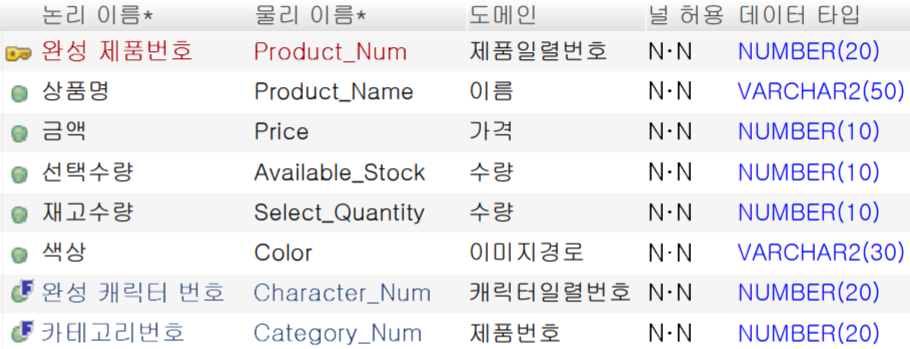 논리 이름* 물리 이름* 도메인 널 허용 데이터 타입
완성 제품번호 Product_Num 제품일렬번호 N·N NUMBER(20)
상품명 Product_Name 이름 N·N VARCHAR2(50)
금액 Price 가격 N·N NUMBER(10)
선택수량 Available_Stock 수량 N·N NUMBER(10)
재고수량 Select_Quantity 수량 N·N NUMBER(10)
색상 Color 이미지경로 N·N VARCHAR2(30)
완성 캐릭터 번호 Character_Num 캐릭터일렬번호 N·N NUMBER(20)
카테고리번호 Category_Num 제품번호 N·N NUMBER(20)